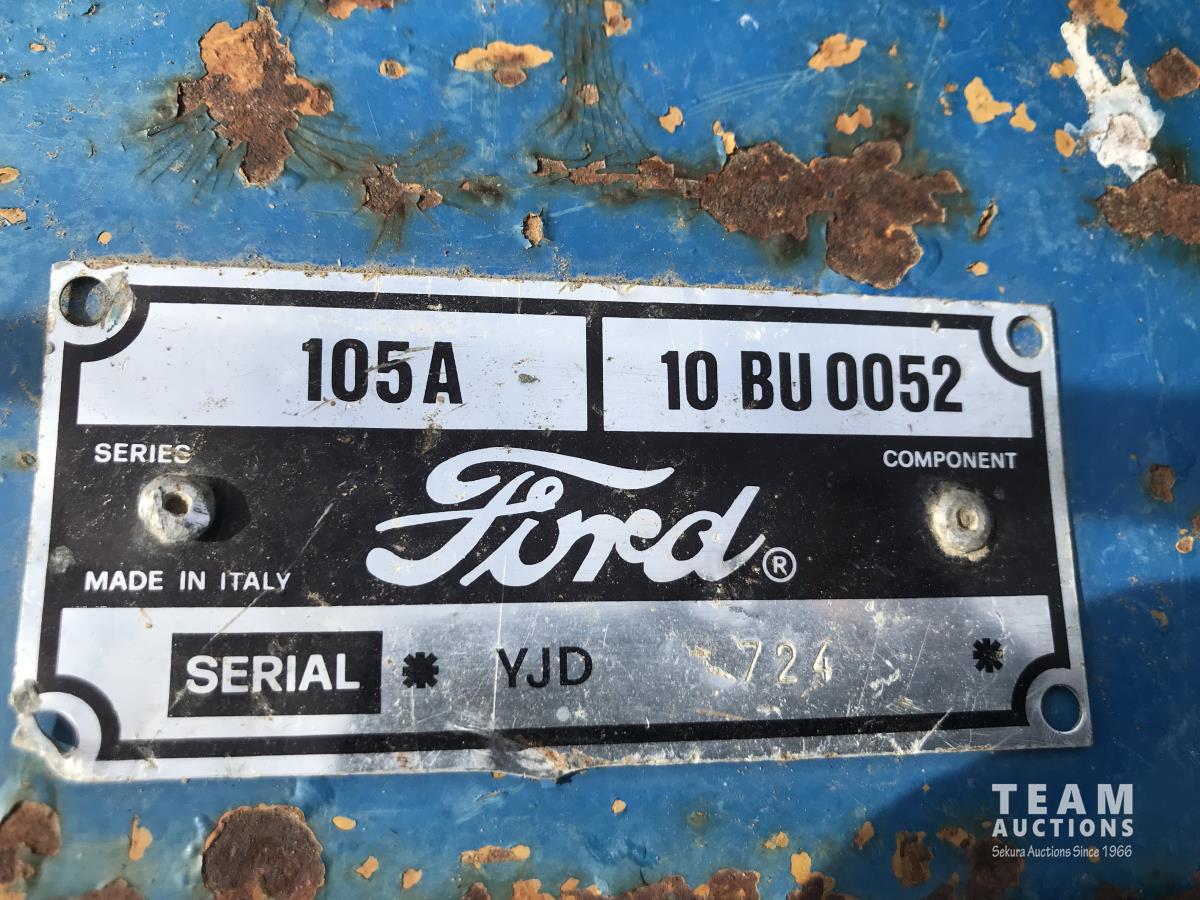 105A 10 BU 0052
SERIES COMPONENT
Ford ®
MADE IN ITALY
SERIAL * YJD 724 *
TEAM
AUCTIONS
Sekura Auctions Since 1966